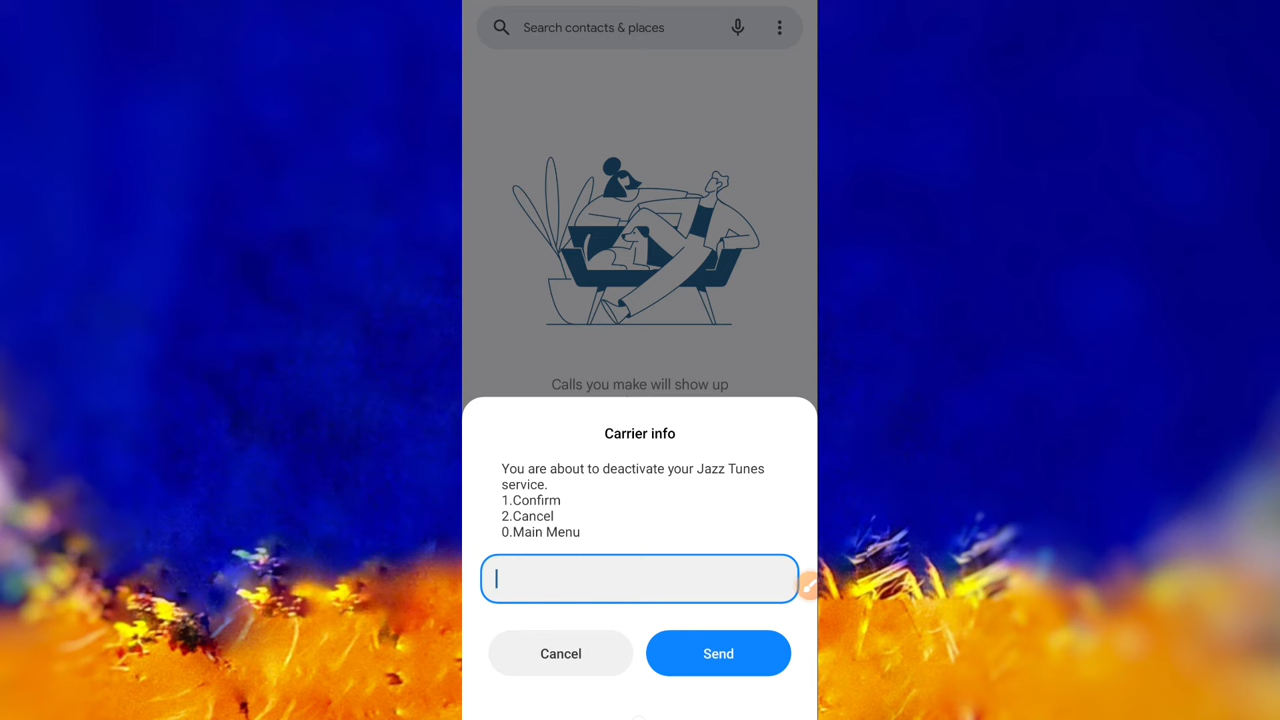 Search contacts & places
Calls you make will show up
Carrier info
You are about to deactivate your Jazz Tunes
service.
1.Confirm
2.Cancel
0.Main Menu
Cancel
Send